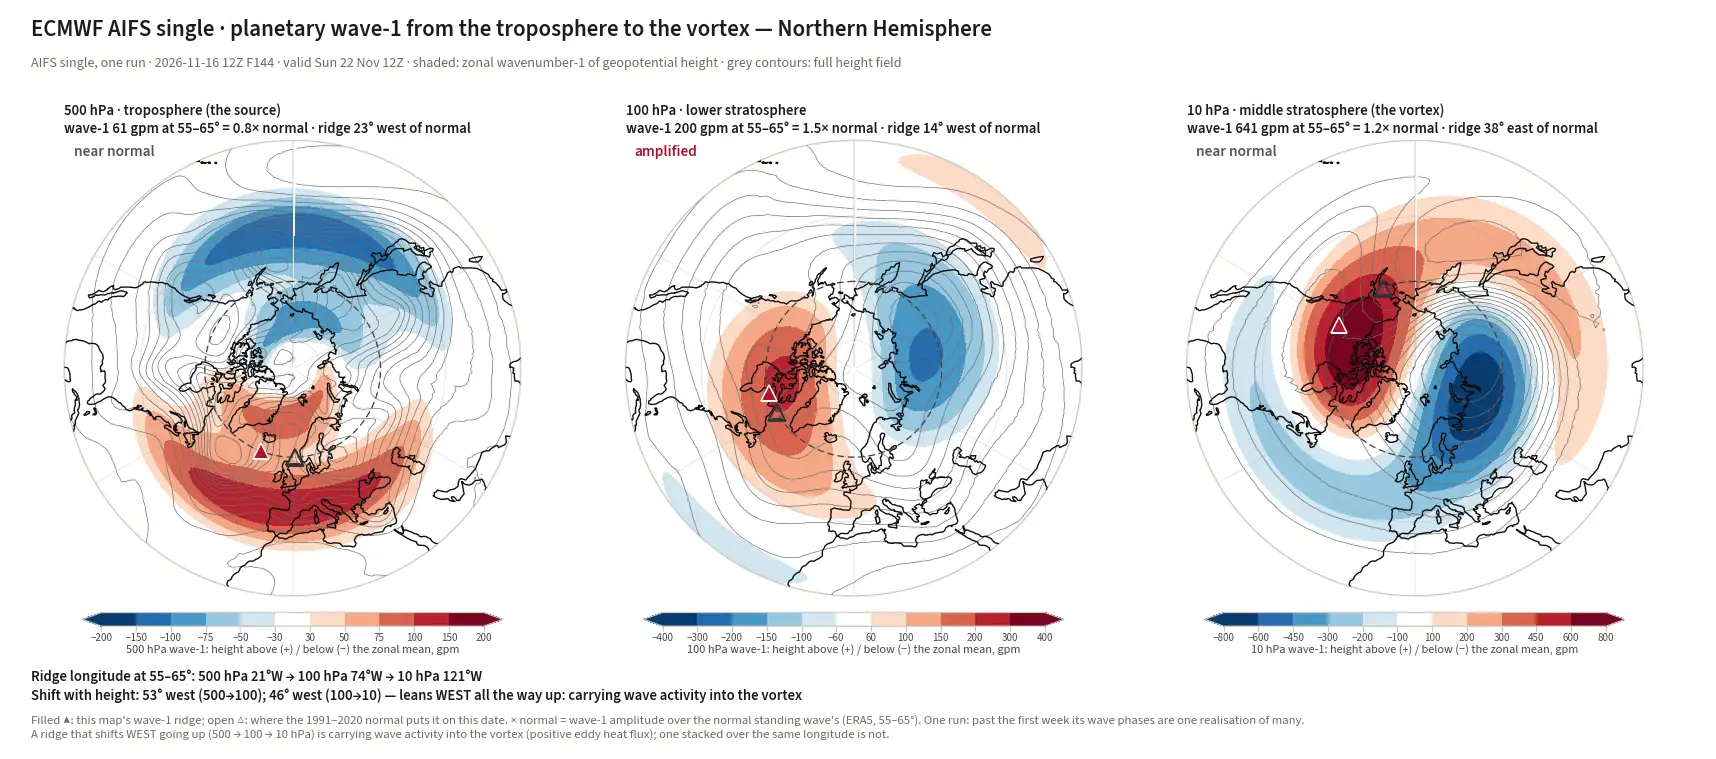 ECMWF AIFS single · planetary wave-1 from the troposphere to the vortex — Northern Hemisphere
AIFS single, one run · 2026-11-16 12Z F144 · valid Sun 22 Nov 12Z · shaded: zonal wavenumber-1 of geopotential height · grey contours: full height field
500 hPa · troposphere (the source)
wave-1 61 gpm at 55–65° = 0.8× normal · ridge 23° west of normal
near normal
100 hPa · lower stratosphere
wave-1 200 gpm at 55–65° = 1.5× normal · ridge 14° west of normal
amplified
10 hPa · middle stratosphere (the vortex)
wave-1 641 gpm at 55–65° = 1.2× normal · ridge 38° east of normal
near normal
−200 −150 −100 −75 −50 −30 30 50 75 100 150 200
500 hPa wave-1: height above (+) / below (−) the zonal mean, gpm
−400 −300 −200 −150 −100 −60 60 100 150 200 300 400
100 hPa wave-1: height above (+) / below (−) the zonal mean, gpm
−800 −600 −450 −300 −200 −100 100 200 300 450 600 800
10 hPa wave-1: height above (+) / below (−) the zonal mean, gpm
Ridge longitude at 55–65°: 500 hPa 21°W → 100 hPa 74°W → 10 hPa 121°W
Shift with height: 53° west (500→100); 46° west (100→10) — leans WEST all the way up: carrying wave activity into the vortex
Filled ▲: this map's wave-1 ridge; open △: where the 1991–2020 normal puts it on this date. × normal = wave-1 amplitude over the normal standing wave's (ERA5, 55–65°). One run: past the first week its wave phases are one realisation of many.
A ridge that shifts WEST going up (500 → 100 → 10 hPa) is carrying wave activity into the vortex (positive eddy heat flux); one stacked over the same longitude is not.